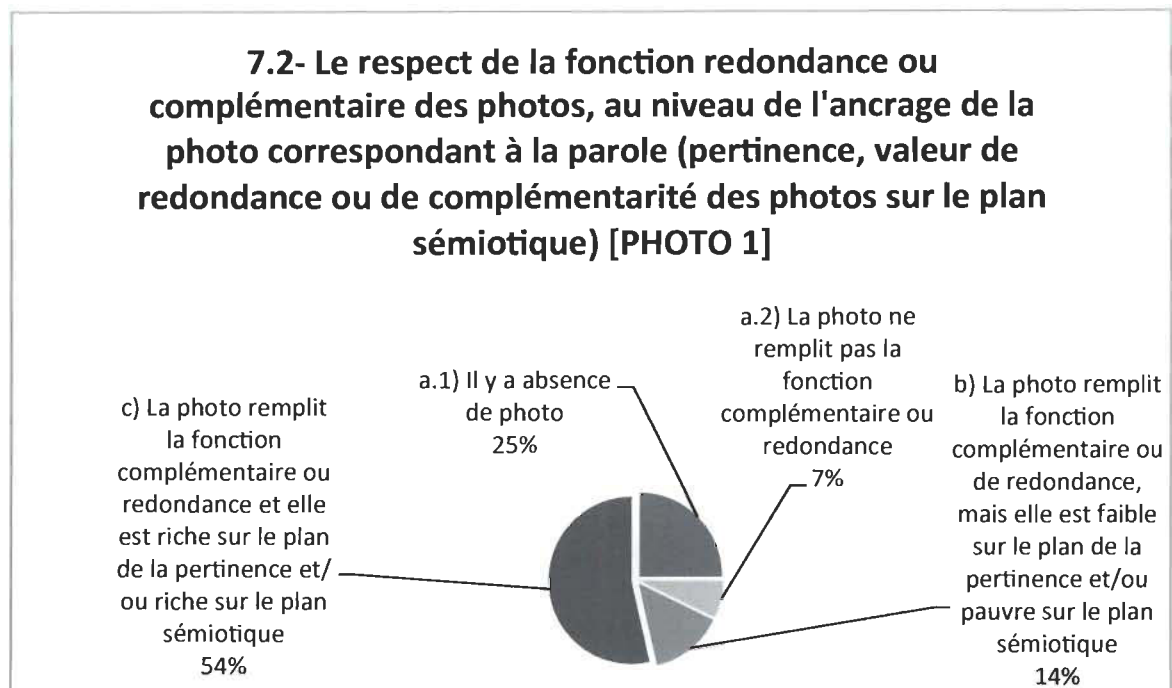 7.2- Le respect de la fonction redondance ou
complémentaire des photos, au niveau de l'ancrage de la
photo correspondant à la parole (pertinence, valeur de
redondance ou de complémentarité des photos sur le plan
sémiotique) [PHOTO 1]
c) La photo remplit
la fonction
complémentaire ou
redondance et elle
est riche sur le plan
de la pertinence et/
ou riche sur le plan
sémiotique
54%
a.1) Il y a absence
de photo
25%
a.2) La photo ne
remplit pas la
fonction
complémentaire ou
redondance
7%
b) La photo remplit
la fonction
complémentaire ou
de redondance,
mais elle est faible
sur le plan de la
pertinence et/ou
pauvre sur le plan
sémiotique
14%